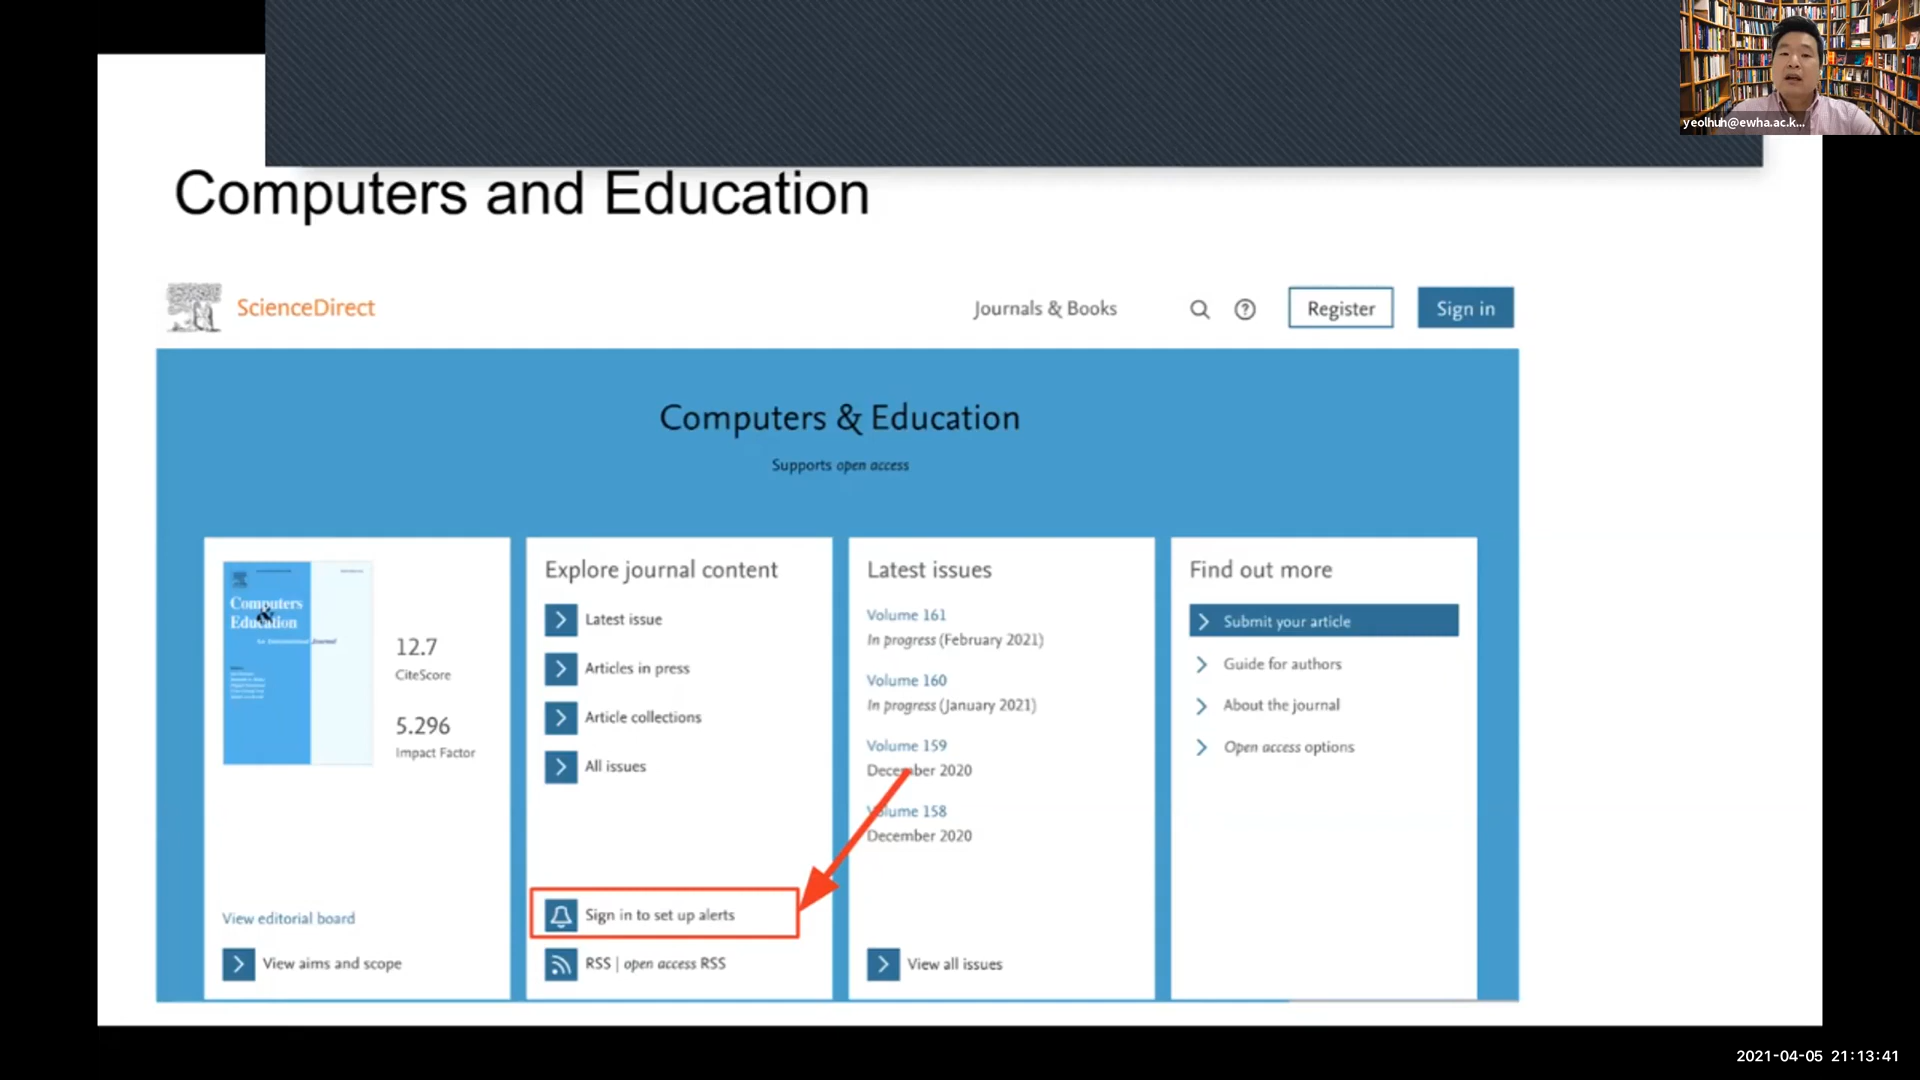 yeolhuh@ewha.ac.k...
Computers and Education
ScienceDirect
Journals & Books
Register
Sign in
Computers & Education
Supports open access
Computers
&
Education
An International Journal
12.7
CiteScore
5.296
Impact Factor
View editorial board
View aims and scope
Explore journal content
Latest issue
Articles in press
Article collections
All issues
Sign in to set up alerts
RSS | open access RSS
Latest issues
Volume 161
In progress (February 2021)
Volume 160
In progress (January 2021)
Volume 159
December 2020
Volume 158
December 2020
View all issues
Find out more
Submit your article
Guide for authors
About the journal
Open access options
2021-04-05 21:13:41